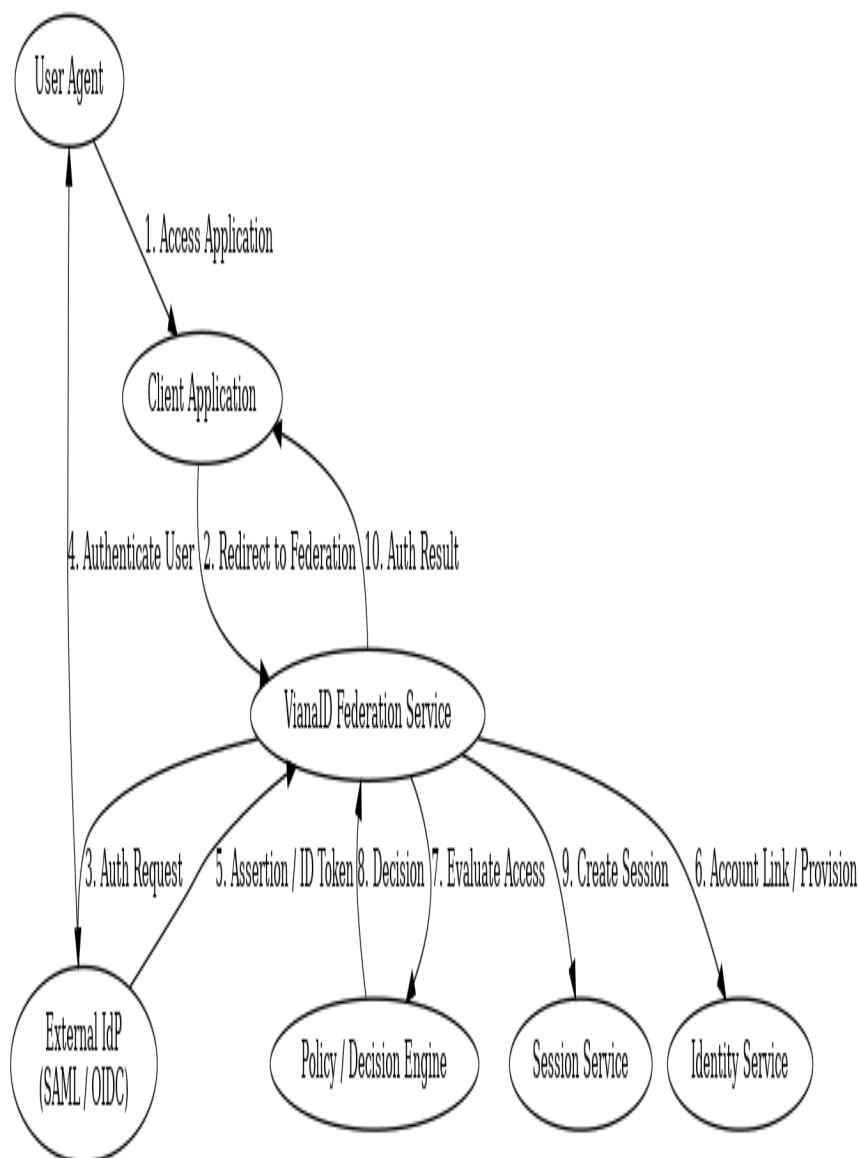 User Agent
1. Access Application
Client Application
4. Authenticate User
2. Redirect to Federation
10. Auth Result
VianaID Federation Service
3. Auth Request
5. Assertion / ID Token
8. Decision
7. Evaluate Access
9. Create Session
6. Account Link / Provision
External IdP
(SAML / OIDC)
Policy / Decision Engine
Session Service
Identity Service